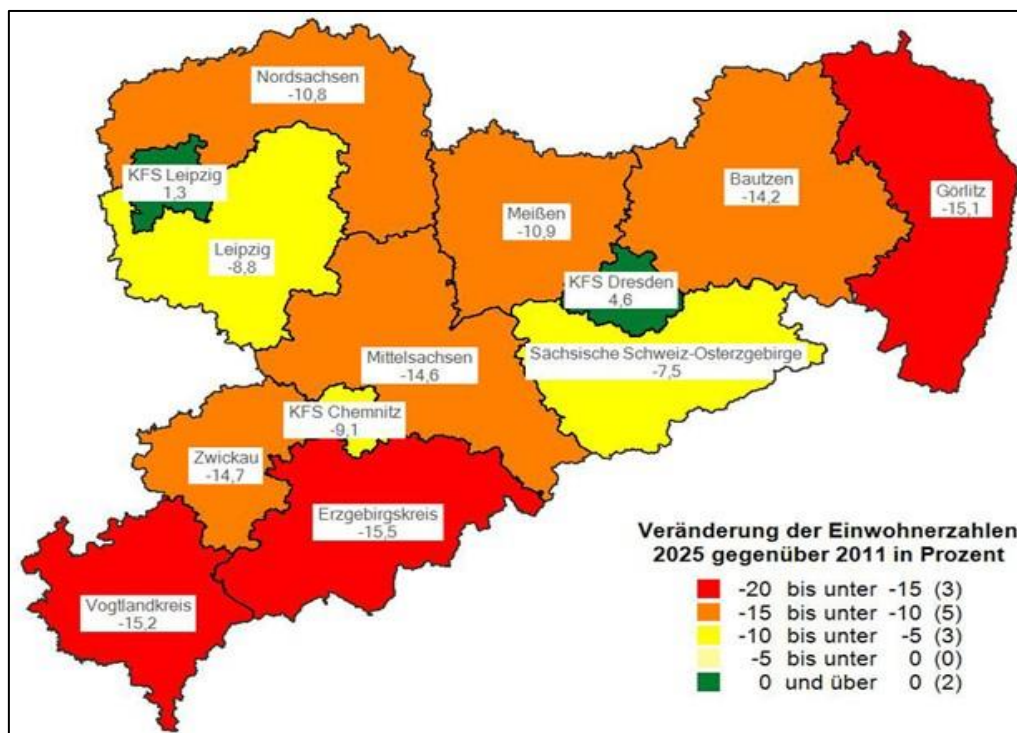 Nordsachsen
-10,8
KFS Leipzig
1,3
Leipzig
-8,8
Meißen
-10,9
Bautzen
-14,2
Görlitz
-15,1
KFS Dresden
4,6
Sächsische Schweiz-Osterzgebirge
-7,5
Mittelsachsen
-14,6
KFS Chemnitz
-9,1
Zwickau
-14,7
Erzgebirgskreis
-15,5
Vogtlandkreis
-15,2
Veränderung der Einwohnerzahlen
2025 gegenüber 2011 in Prozent
-20 bis unter -15 (3)
-15 bis unter -10 (5)
-10 bis unter -5 (3)
-5 bis unter 0 (0)
0 und über 0 (2)